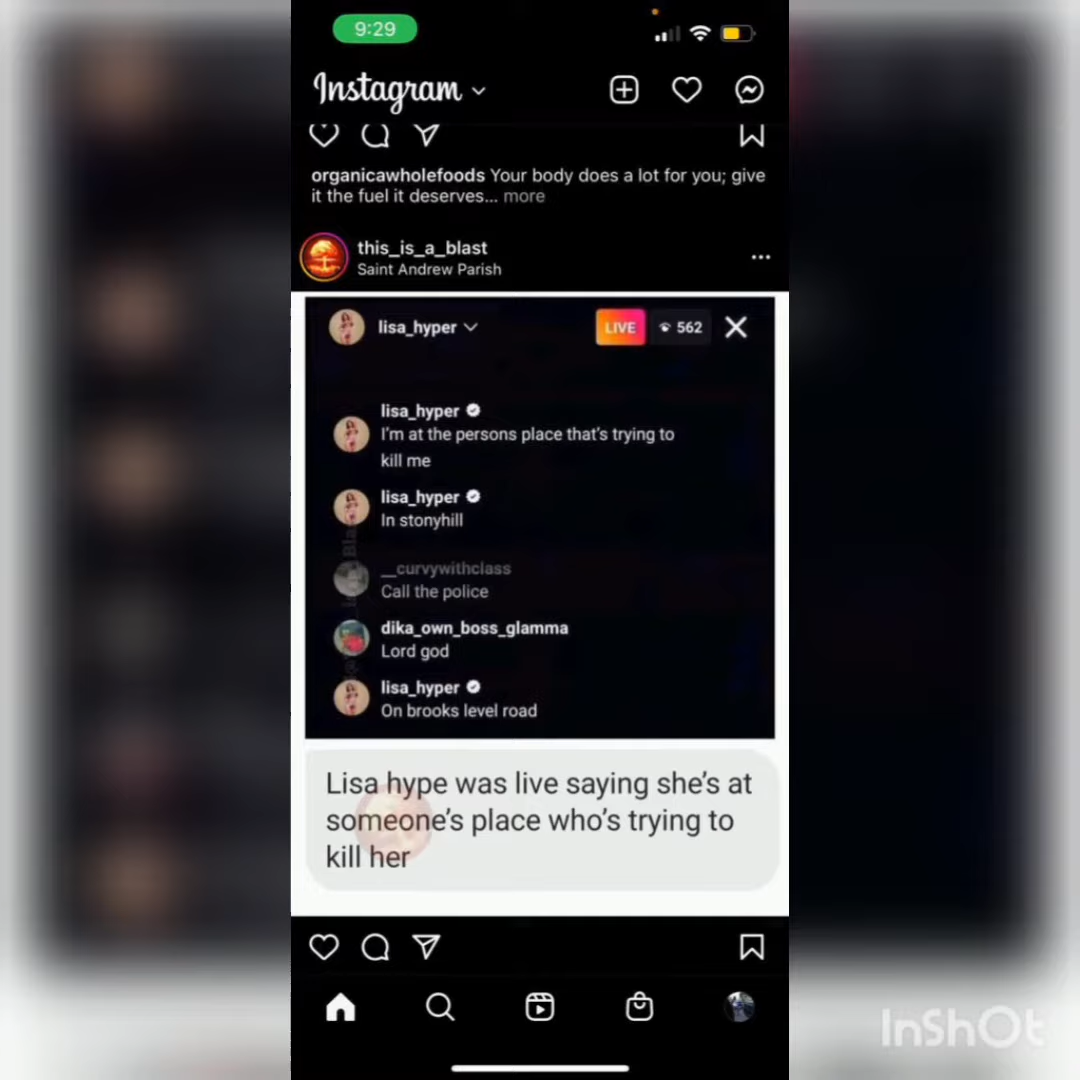 9:29
Instagram
organicawholefoods Your body does a lot for you; give
it the fuel it deserves... more
this_is_a_blast
Saint Andrew Parish
lisa_hyper
LIVE
562
lisa_hyper
I'm at the persons place that's trying to
kill me
lisa_hyper
In stonyhill
__curvywithclass
Call the police
dika_own_boss_glamma
Lord god
lisa_hyper
On brooks level road
Lisa hype was live saying she's at
someone's place who's trying to
kill her
InShOt